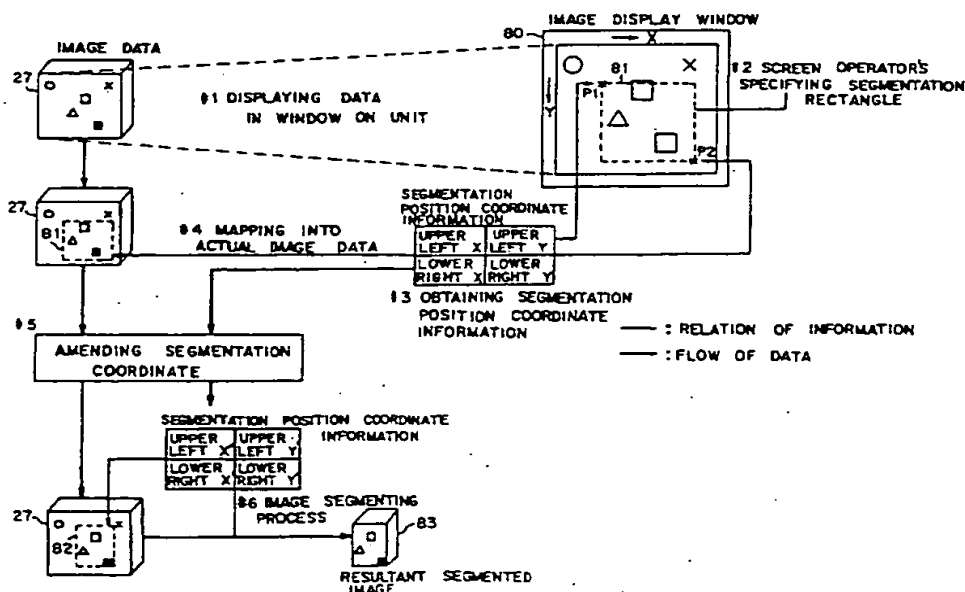 IMAGE DISPLAY WINDOW
80
X
IMAGE DATA
27
81
P1
Y
P2
#1 DISPLAYING DATA
IN WINDOW ON UNIT
#2 SCREEN OPERATOR'S
SPECIFYING SEGMENTATION
RECTANGLE
27
81
#4 MAPPING INTO
ACTUAL IMAGE DATA
SEGMENTATION
POSITION COORDINATE
INFORMATION
UPPER LEFT X
UPPER LEFT Y
LOWER RIGHT X
LOWER RIGHT Y
#3 OBTAINING SEGMENTATION
POSITION COORDINATE
INFORMATION
— : RELATION OF INFORMATION
— : FLOW OF DATA
#5
AMENDING SEGMENTATION
COORDINATE
SEGMENTATION POSITION COORDINATE
INFORMATION
UPPER LEFT X
UPPER LEFT Y
LOWER RIGHT X
LOWER RIGHT Y
#6 IMAGE SEGMENTING
PROCESS
27
82
83
RESULTANT SEGMENTED
IMAGE